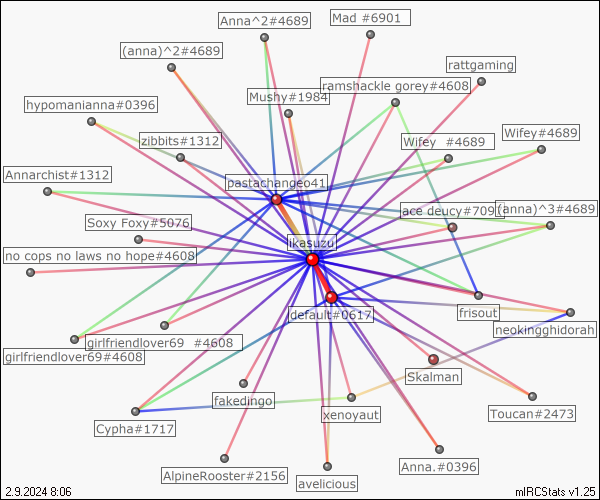 Anna^2#4689
Mad #6901
(anna)^2#4689
rattgaming
ramshackle gorey#4608
hypomanianna#0396
Mushy#1984
zibbits#1312
Wifey #4689
Wifey#4689
Annarchist#1312
pastachangeo41
ace deucy#709
(anna)^3#4689
Soxy Foxy#5076
ikasuzu
no cops no laws no hope#4608
default#0617
frisout
neokingghidorah
girlfriendlover69 #4608
girlfriendlover69#4608
Skalman
fakedingo
xenoyaut
Toucan#2473
Cypha#1717
Anna.#0396
AlpineRooster#2156
avelicious
2.9.2024 8:06
mIRCStats v1.25